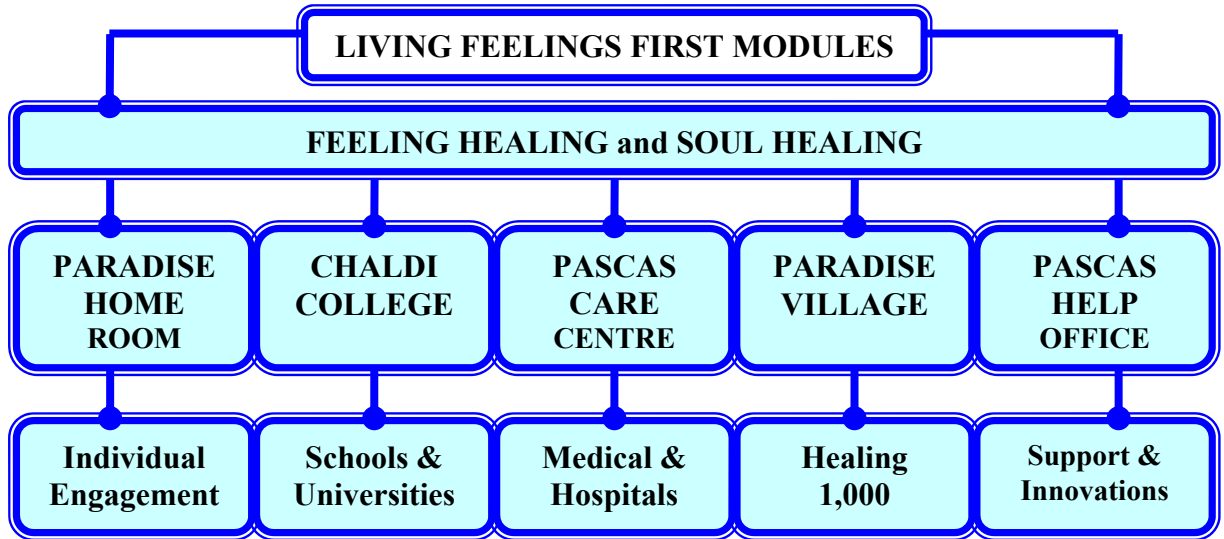 LIVING FEELINGS FIRST MODULES
FEELING HEALING and SOUL HEALING
PARADISE
HOME
ROOM
CHALDI
COLLEGE
PASCAS
CARE
CENTRE
PARADISE
VILLAGE
PASCAS
HELP
OFFICE
Individual
Engagement
Schools &
Universities
Medical &
Hospitals
Healing
1,000
Support &
Innovations